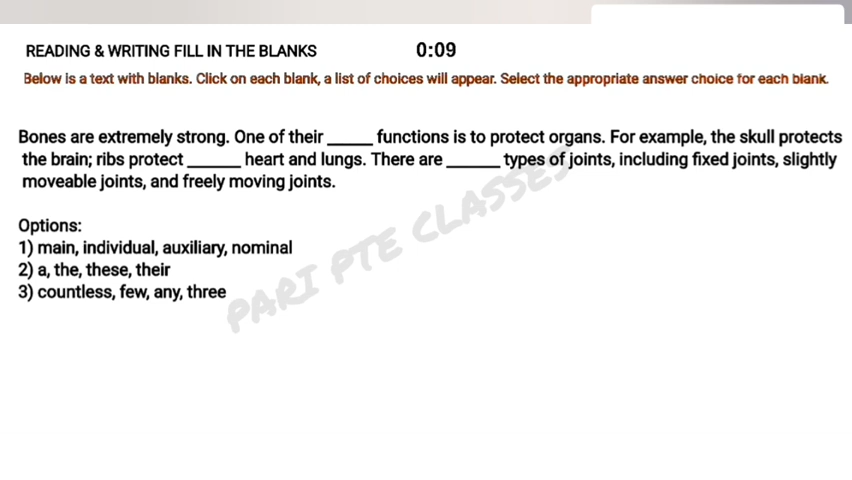 READING & WRITING FILL IN THE BLANKS 0:09
Below is a text with blanks. Click on each blank, a list of choices will appear. Select the appropriate answer choice for each blank.
Bones are extremely strong. One of their _____ functions is to protect organs. For example, the skull protects
the brain; ribs protect ______ heart and lungs. There are ______ types of joints, including fixed joints, slightly
moveable joints, and freely moving joints.
Options:
1) main, individual, auxiliary, nominal
2) a, the, these, their
3) countless, few, any, three
PARI PTE CLASSES